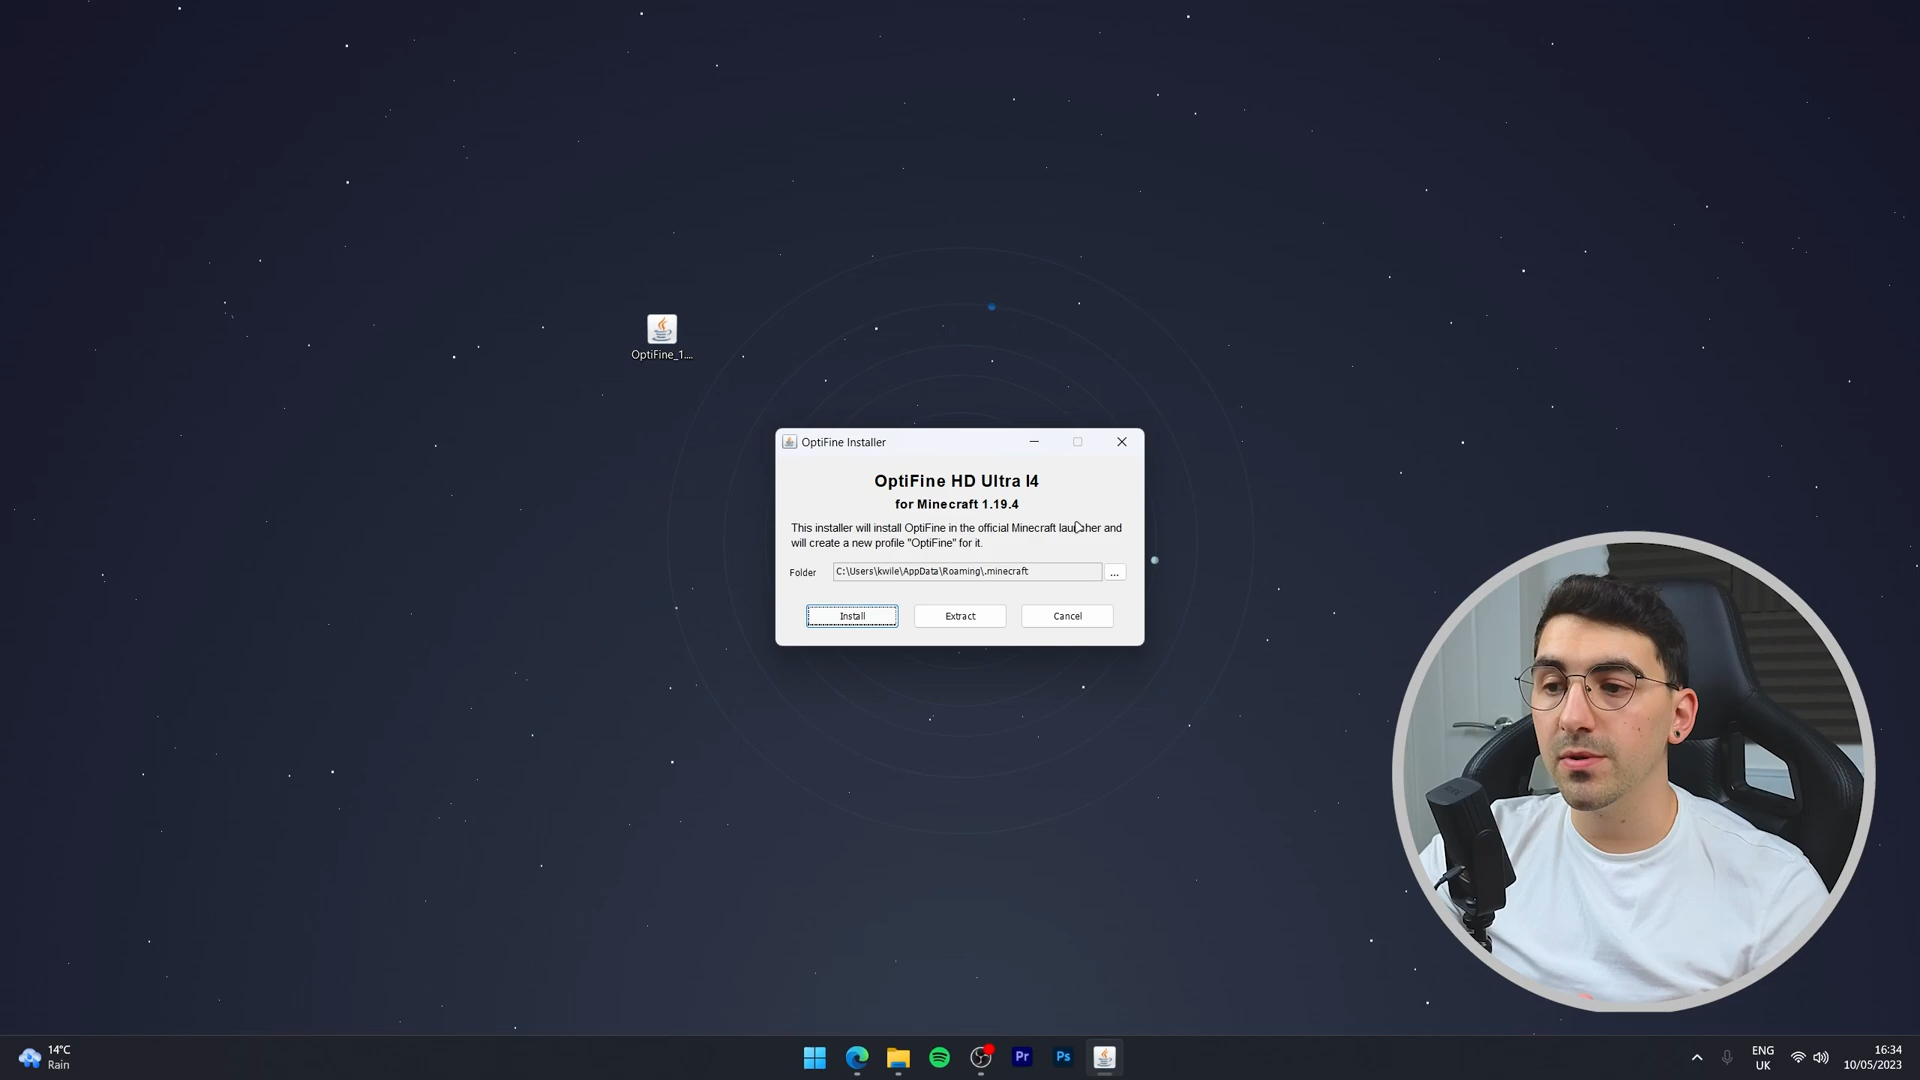 OptiFine_1....
OptiFine Installer
OptiFine HD Ultra I4
for Minecraft 1.19.4
This installer will install OptiFine in the official Minecraft launcher and
will create a new profile "OptiFine" for it.
Folder C:\Users\kwile\AppData\Roaming\.minecraft ...
Install Extract Cancel
14°C
Rain
Pr Ps
ENG
UK
16:34
10/05/2023